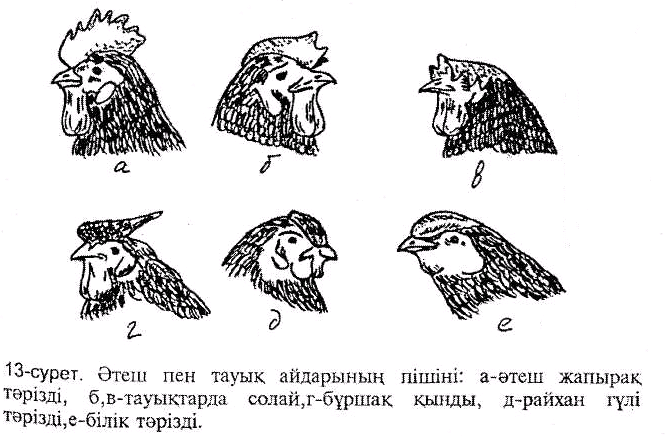 а
б
в
г
д
е
13-сурет. Әтеш пен тауық айдарының пішіні: а-әтеш жапырақ
тәрізді, б,в-тауықтарда солай,г-бұршақ қынды, д-райхан гүлі
тәрізді,е-білік тәрізді.